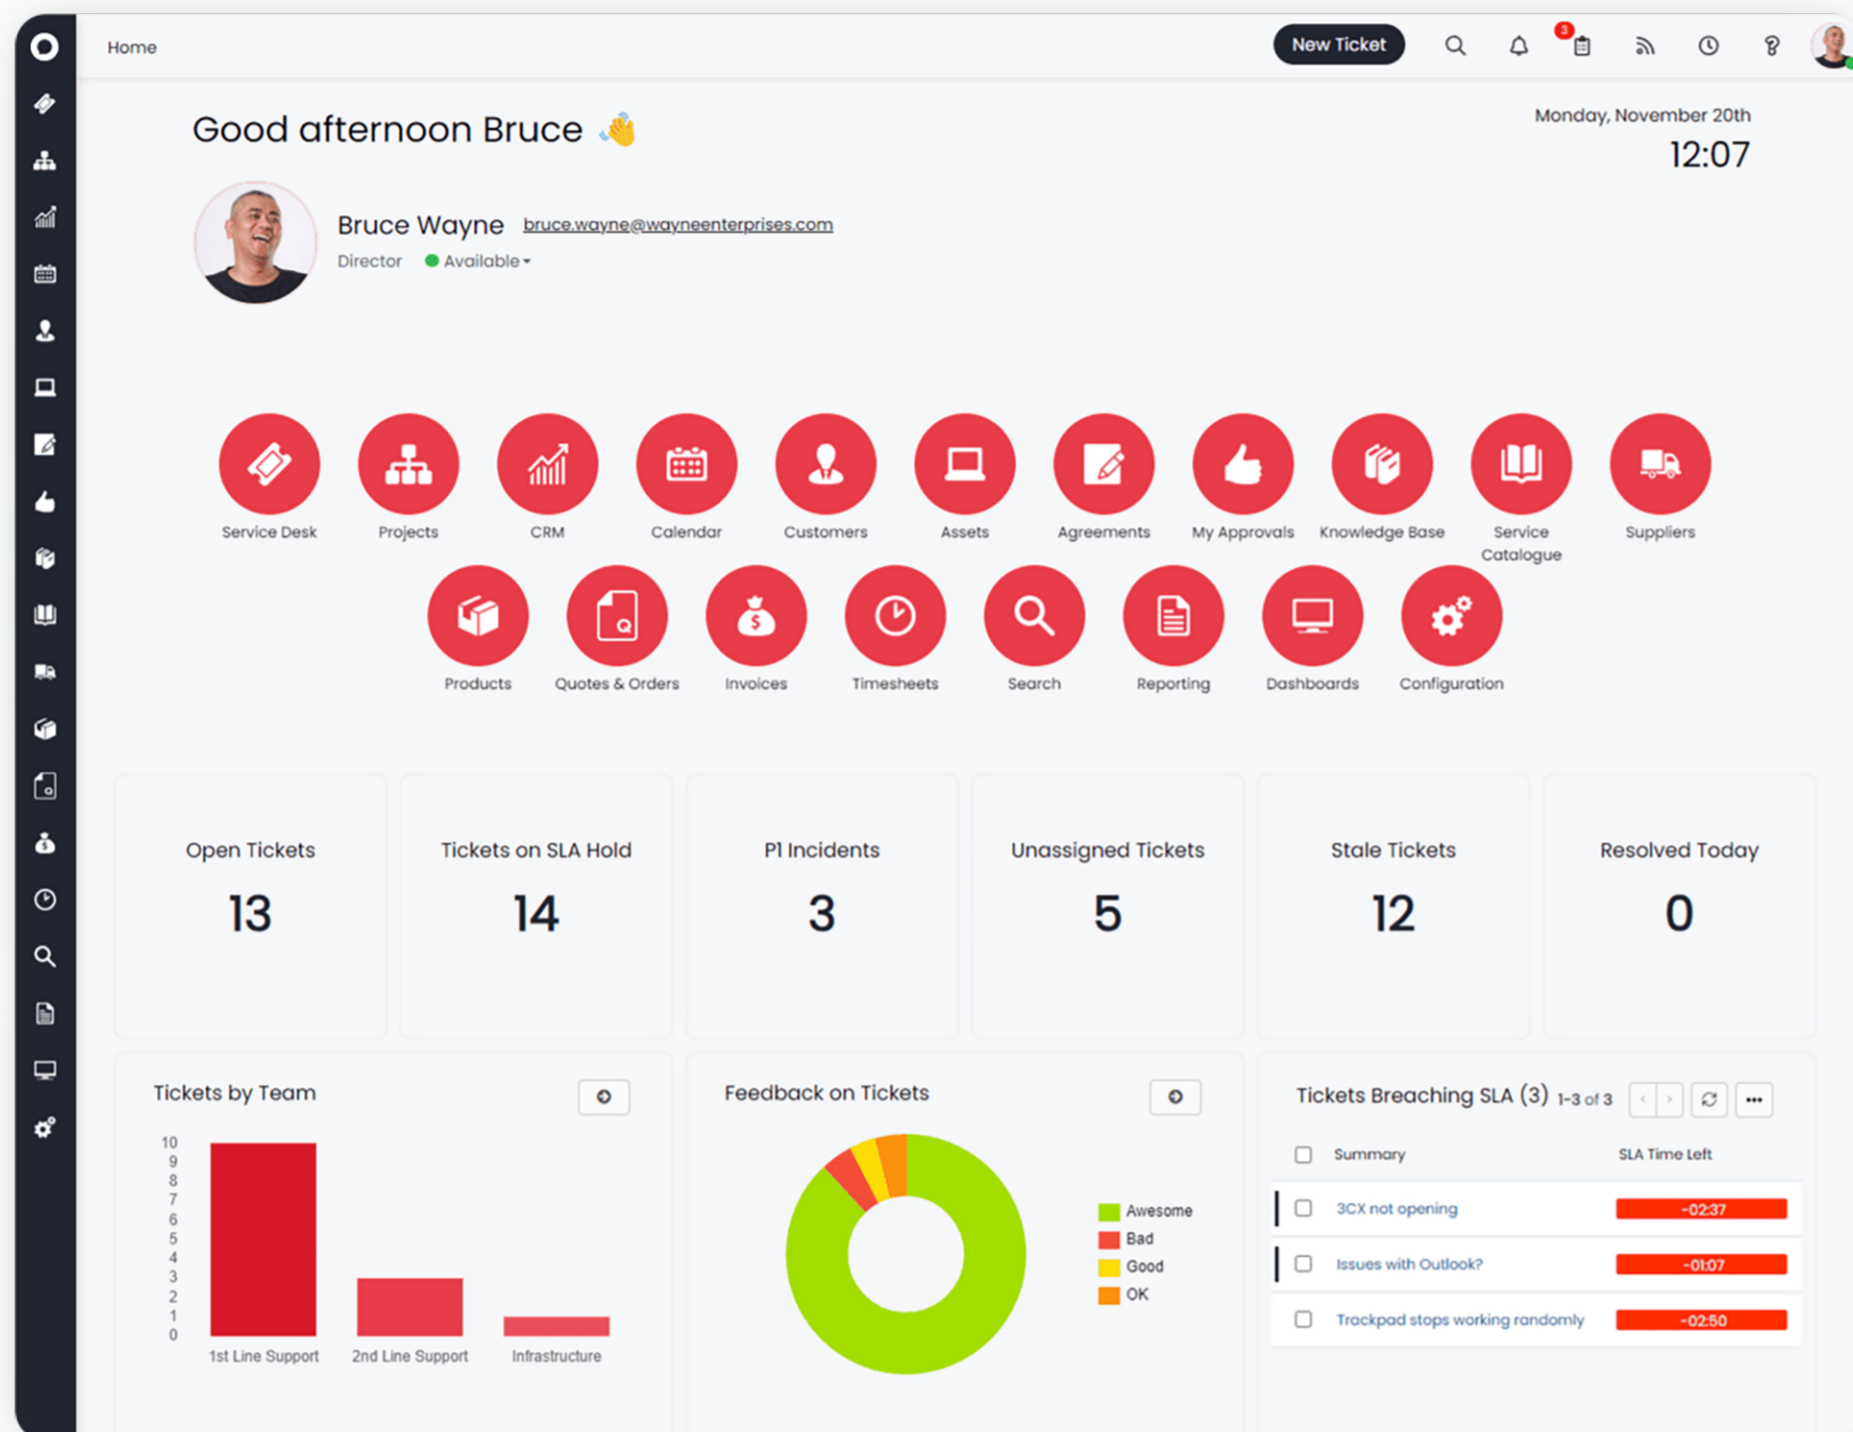 Home
New Ticket
3
Good afternoon Bruce
Monday, November 20th
12:07
Bruce Wayne bruce.wayne@wayneenterprises.com
Director Available
Service Desk
Projects
CRM
Calendar
Customers
Assets
Agreements
My Approvals
Knowledge Base
Service
Catalogue
Suppliers
Products
Quotes & Orders
Invoices
Timesheets
Search
Reporting
Dashboards
Configuration
Open Tickets
13
Tickets on SLA Hold
14
P1 Incidents
3
Unassigned Tickets
5
Stale Tickets
12
Resolved Today
0
Tickets by Team
10
9
8
7
6
5
4
3
2
1
0
1st Line Support
2nd Line Support
Infrastructure
Feedback on Tickets
Awesome
Bad
Good
OK
Tickets Breaching SLA (3) 1-3 of 3
Summary SLA Time Left
3CX not opening -02:37
Issues with Outlook? -01:07
Trackpad stops working randomly -02:50